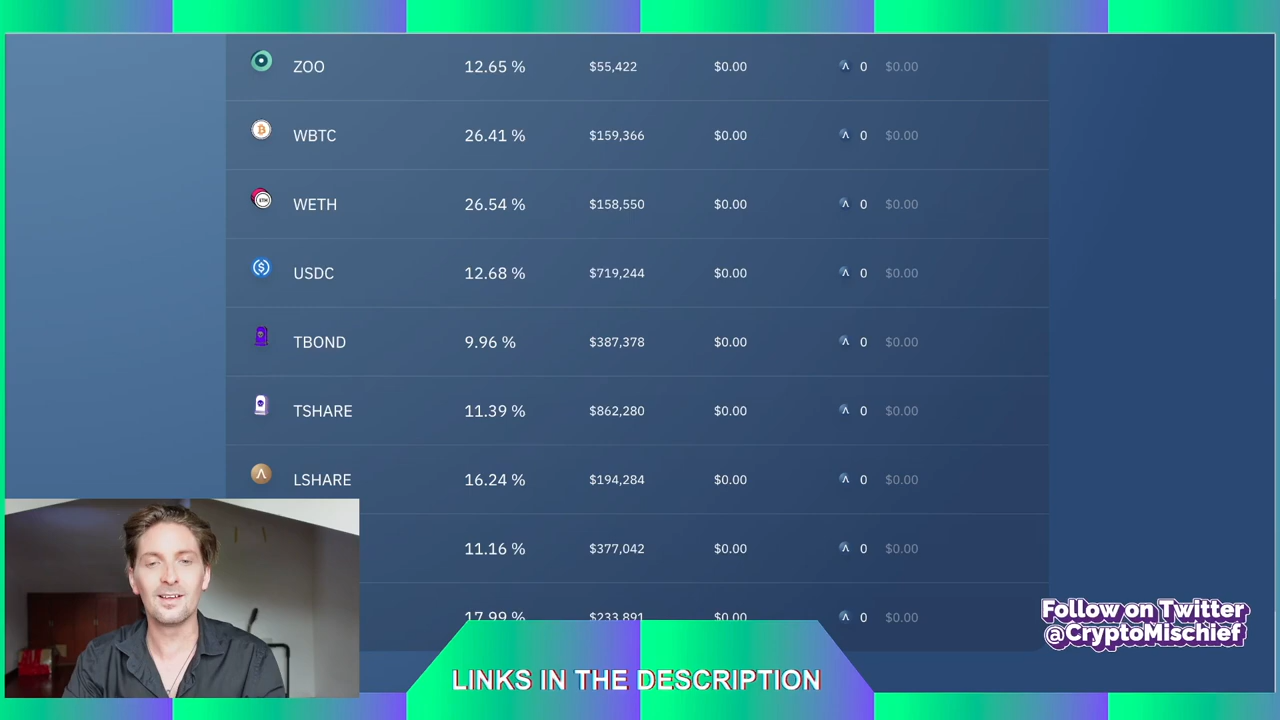 ZOO 12.65 % $55,422 $0.00 0 $0.00
WBTC 26.41 % $159,366 $0.00 0 $0.00
WETH 26.54 % $158,550 $0.00 0 $0.00
USDC 12.68 % $719,244 $0.00 0 $0.00
TBOND 9.96 % $387,378 $0.00 0 $0.00
TSHARE 11.39 % $862,280 $0.00 0 $0.00
LSHARE 16.24 % $194,284 $0.00 0 $0.00
11.16 % $377,042 $0.00 0 $0.00
17.99 % $233,891 $0.00 0 $0.00
Follow on Twitter
@CryptoMischief
LINKS IN THE DESCRIPTION